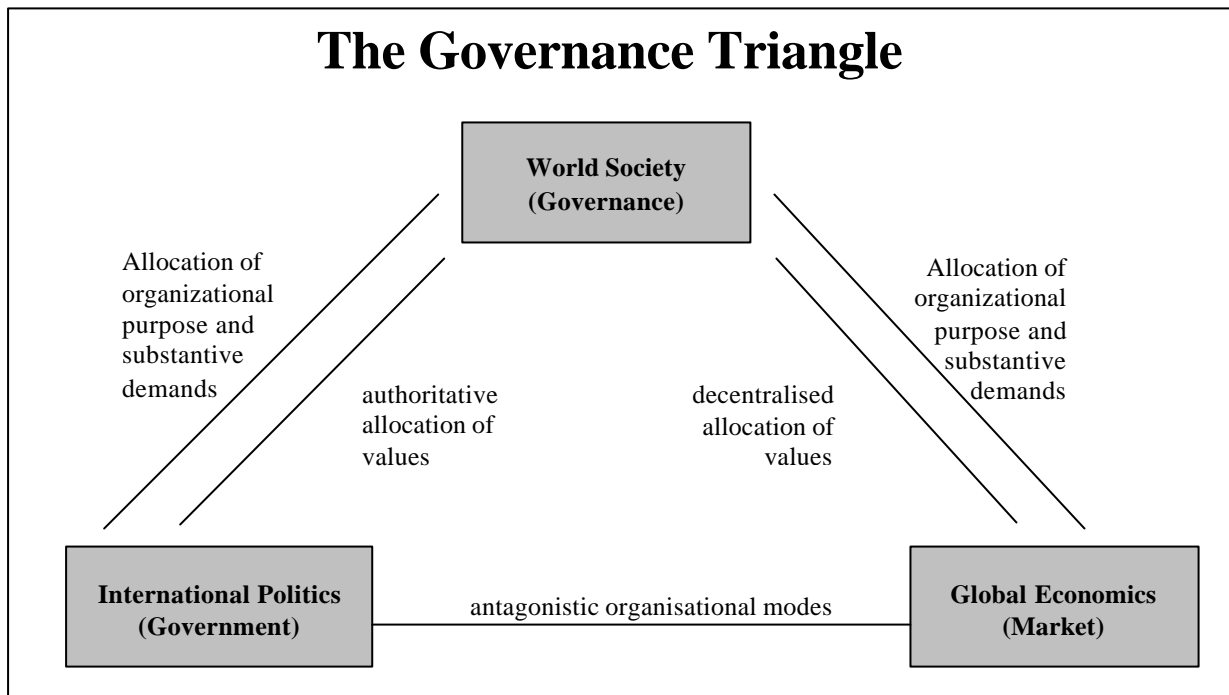 The Governance Triangle
World Society
(Governance)
Allocation of
organizational
purpose and
substantive
demands
Allocation of
organizational
purpose and
substantive
demands
authoritative
allocation of
values
decentralised
allocation of
values
International Politics
(Government)
antagonistic organisational modes
Global Economics
(Market)